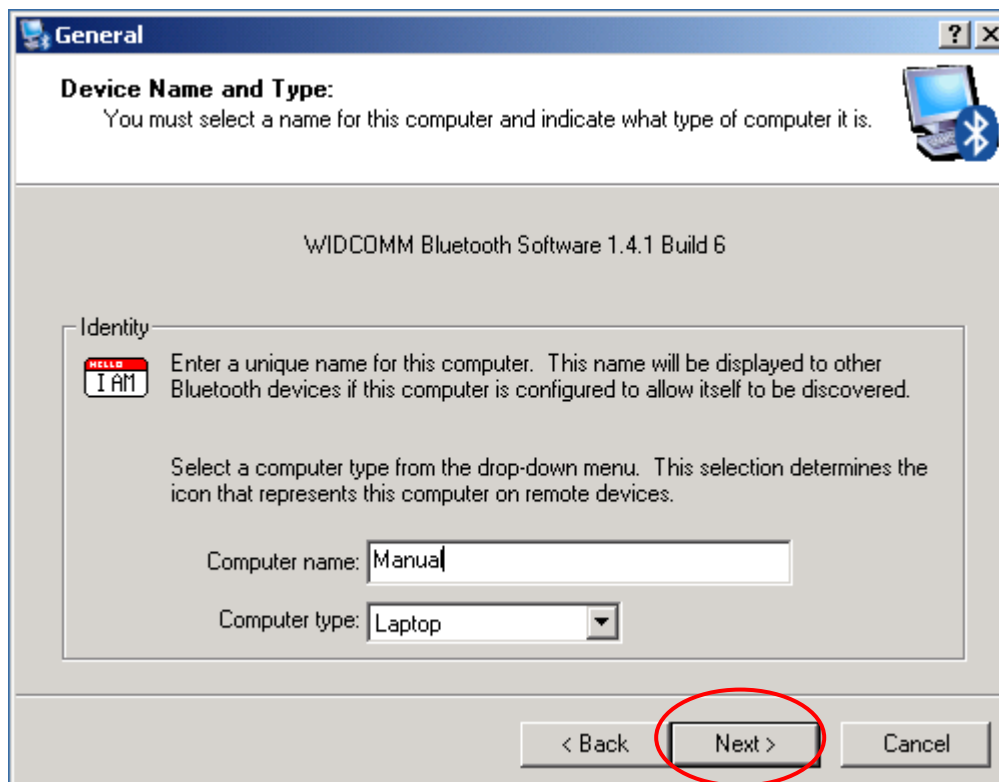 General
Device Name and Type:
You must select a name for this computer and indicate what type of computer it is.
WIDCOMM Bluetooth Software 1.4.1 Build 6
Identity
HELLO
I AM
Enter a unique name for this computer.  This name will be displayed to other
Bluetooth devices if this computer is configured to allow itself to be discovered.
Select a computer type from the drop-down menu.  This selection determines the
icon that represents this computer on remote devices.
Computer name: Manual
Computer type: Laptop
< Back Next > Cancel